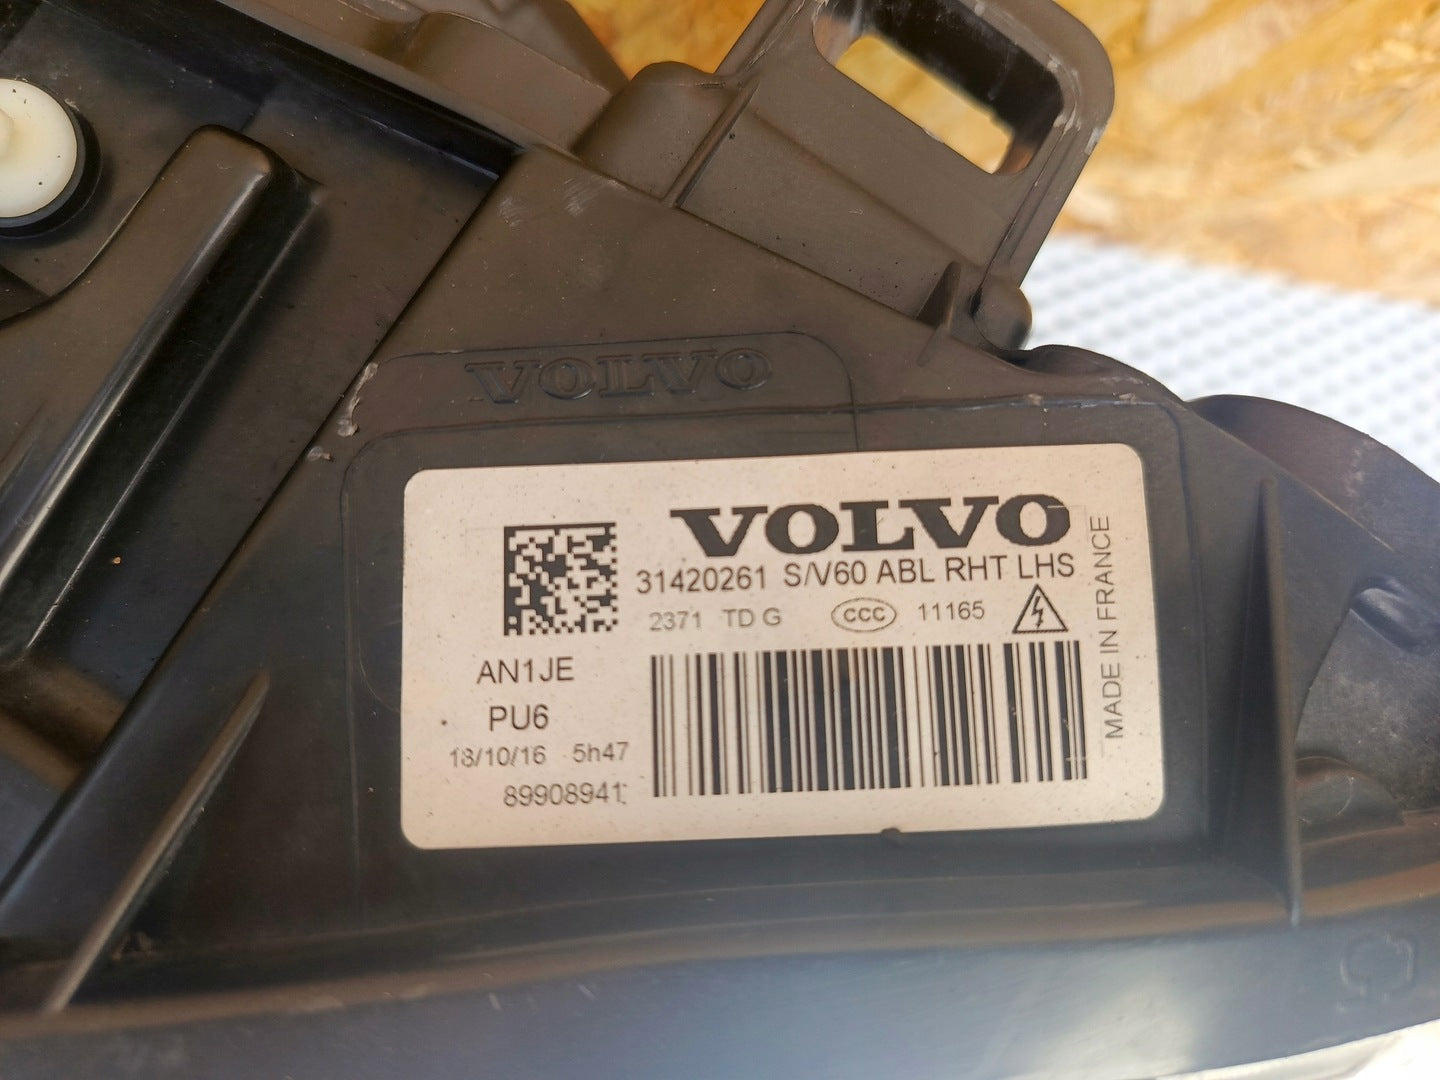 VOLVO
VOLVO
31420261 S/V60 ABL RHT LHS
2371 TD G CCC 11165
MADE IN FRANCE
AN1JE
PU6
18/10/16 5h47
89908941